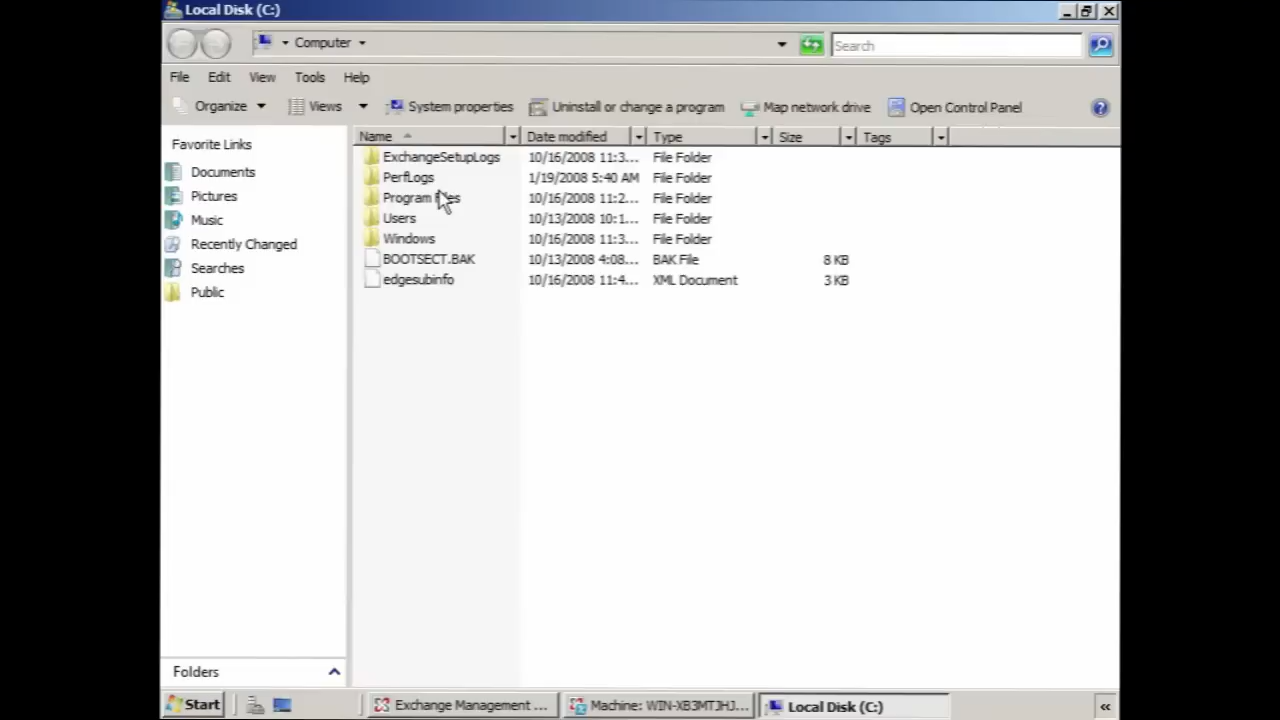 Local Disk (C:)
Computer
Search
File Edit View Tools Help
Organize Views System properties Uninstall or change a program Map network drive Open Control Panel
Favorite Links
Documents
Pictures
Music
Recently Changed
Searches
Public
Folders
Name Date modified Type Size Tags
ExchangeSetupLogs 10/16/2008 11:3... File Folder
PerfLogs 1/19/2008 5:40 AM File Folder
Program Files 10/16/2008 11:2... File Folder
Users 10/13/2008 10:1... File Folder
Windows 10/16/2008 11:3... File Folder
BOOTSECT.BAK 10/13/2008 4:08... BAK File 8 KB
edgesubinfo 10/16/2008 11:4... XML Document 3 KB
Start Exchange Management ... Machine: WIN-XB3MTJHJ... Local Disk (C:) «